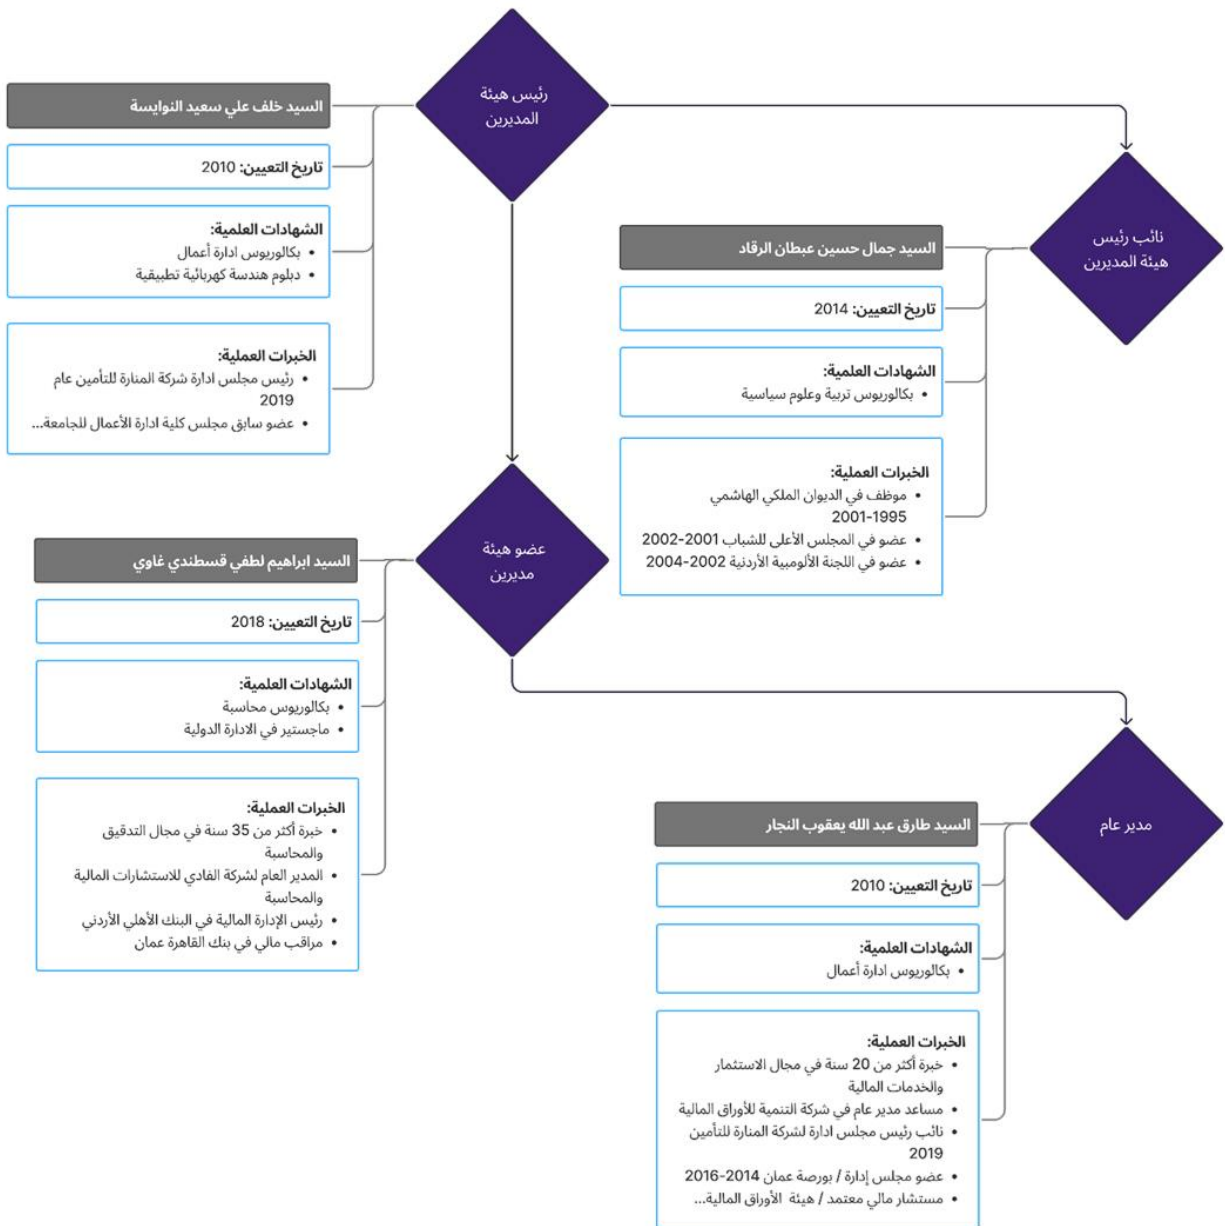 رئيس هيئة
المديرين
السيد خلف علي سعيد النوايسة
تاريخ التعيين: 2010
الشهادات العلمية:
• بكالوريوس ادارة أعمال
• دبلوم هندسة كهربائية تطبيقية
الخبرات العملية:
• رئيس مجلس ادارة شركة المنارة للتأمين عام
2019
• عضو سابق مجلس كلية ادارة الأعمال للجامعة...
نائب رئيس
هيئة المديرين
السيد جمال حسين عبطان الرقاد
تاريخ التعيين: 2014
الشهادات العلمية:
• بكالوريوس تربية وعلوم سياسية
الخبرات العملية:
• موظف في الديوان الملكي الهاشمي
2001-1995
• عضو في المجلس الأعلى للشباب 2001-2002
• عضو في اللجنة الألومبية الأردنية 2002-2004
عضو هيئة
مديرين
السيد ابراهيم لطفي قسطندي غاوي
تاريخ التعيين: 2018
الشهادات العلمية:
• بكالوريوس محاسبة
• ماجستير في الادارة الدولية
الخبرات العملية:
• خبرة أكثر من 35 سنة في مجال التدقيق
والمحاسبة
• المدير العام لشركة الفادي للاستشارات المالية
والمحاسبة
• رئيس الإدارة المالية في البنك الأهلي الأردني
• مراقب مالي في بنك القاهرة عمان
مدير عام
السيد طارق عبد الله يعقوب النجار
تاريخ التعيين: 2010
الشهادات العلمية:
• بكالوريوس ادارة أعمال
الخبرات العملية:
• خبرة أكثر من 20 سنة في مجال الاستثمار
والخدمات المالية
• مساعد مدير عام في شركة التنمية للأوراق المالية
• نائب رئيس مجلس ادارة لشركة المنارة للتأمين
2019
• عضو مجلس إدارة / بورصة عمان 2014-2016
• مستشار مالي معتمد / هيئة الأوراق المالية...